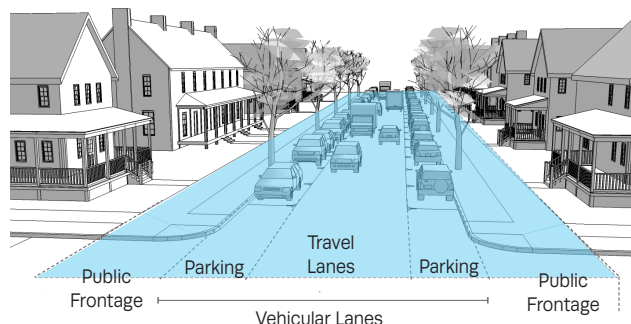 Public
Frontage
Parking
Travel
Lanes
Parking
Public
Frontage
Vehicular Lanes